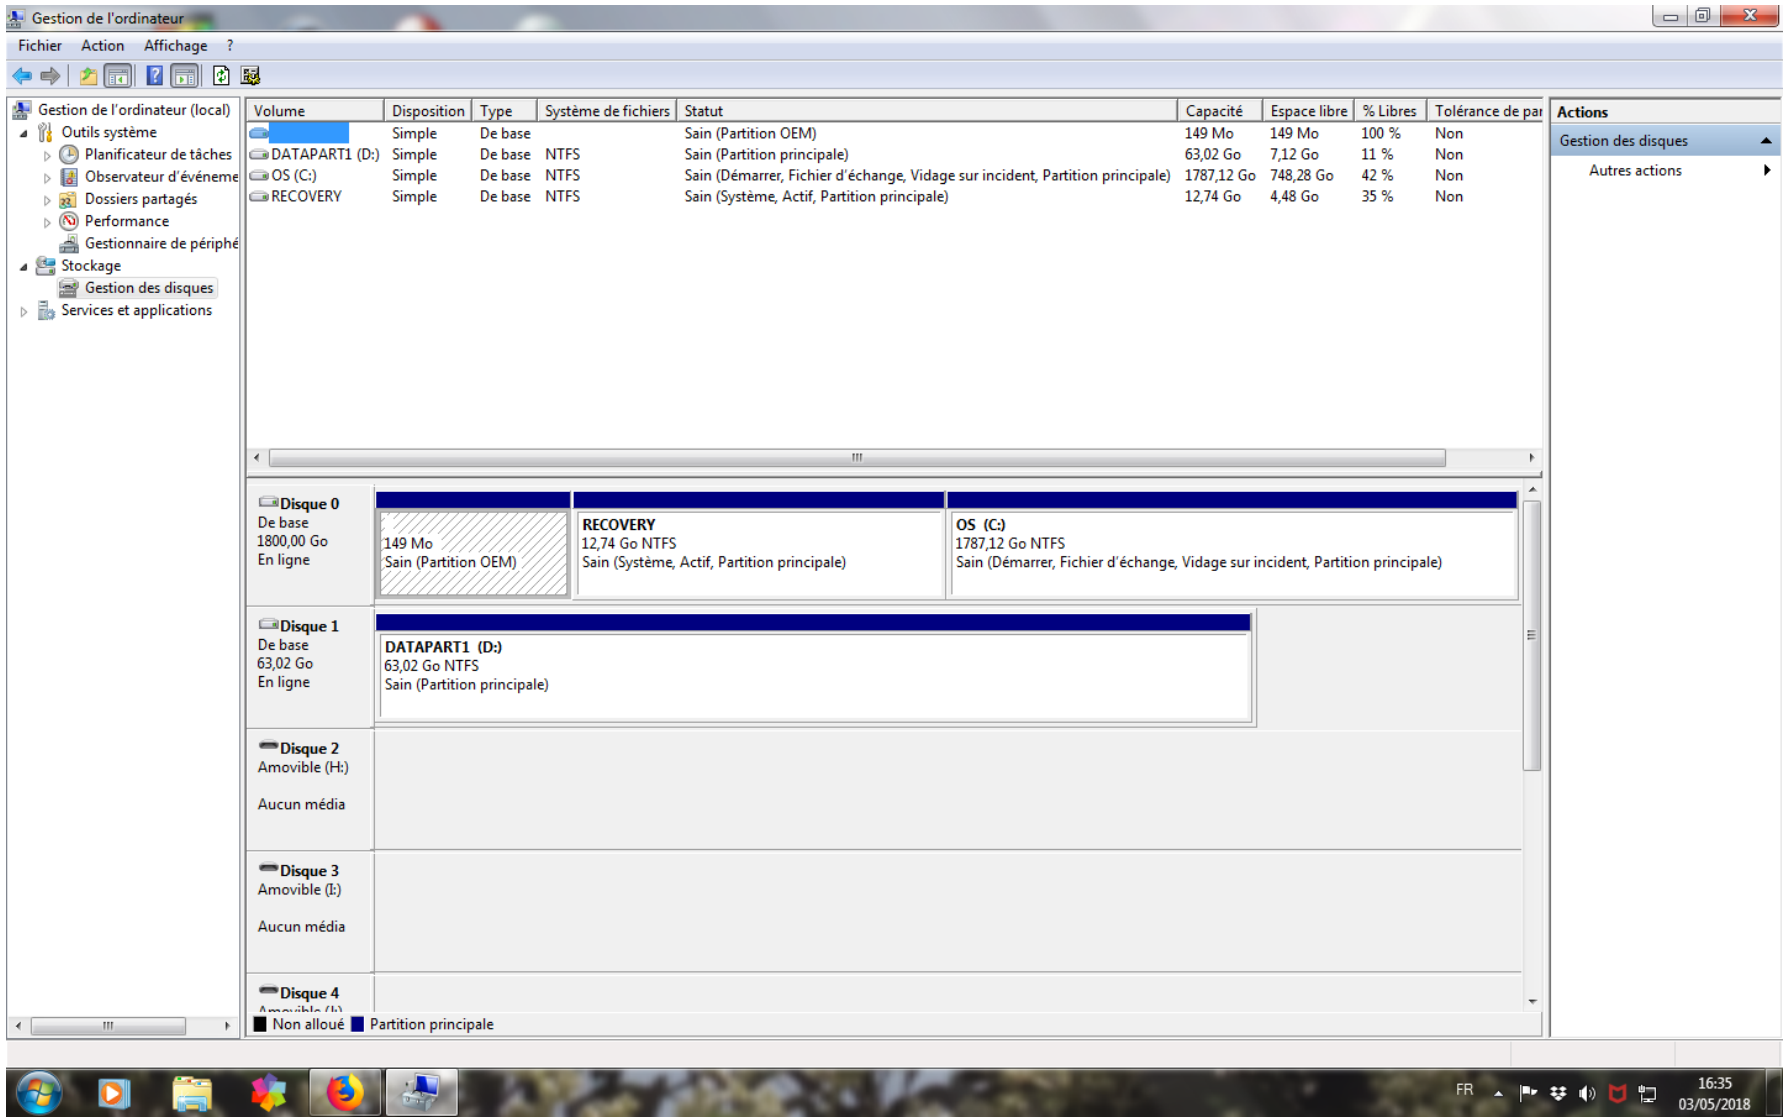 Gestion de l'ordinateur
Fichier Action Affichage ?
Gestion de l'ordinateur (local)
Outils système
Planificateur de tâches
Observateur d'événeme
Dossiers partagés
Performance
Gestionnaire de périphé
Stockage
Gestion des disques
Services et applications
Volume Disposition Type Système de fichiers Statut Capacité Espace libre % Libres Tolérance de par
Simple De base Sain (Partition OEM) 149 Mo 149 Mo 100 % Non
DATAPART1 (D:) Simple De base NTFS Sain (Partition principale) 63,02 Go 7,12 Go 11 % Non
OS (C:) Simple De base NTFS Sain (Démarrer, Fichier d'échange, Vidage sur incident, Partition principale) 1787,12 Go 748,28 Go 42 % Non
RECOVERY Simple De base NTFS Sain (Système, Actif, Partition principale) 12,74 Go 4,48 Go 35 % Non
Actions
Gestion des disques
Autres actions
Disque 0
De base
1800,00 Go
En ligne
149 Mo
Sain (Partition OEM)
RECOVERY
12,74 Go NTFS
Sain (Système, Actif, Partition principale)
OS (C:)
1787,12 Go NTFS
Sain (Démarrer, Fichier d'échange, Vidage sur incident, Partition principale)
Disque 1
De base
63,02 Go
En ligne
DATAPART1 (D:)
63,02 Go NTFS
Sain (Partition principale)
Disque 2
Amovible (H:)
Aucun média
Disque 3
Amovible (I:)
Aucun média
Disque 4
Non alloué Partition principale
FR
16:35
03/05/2018